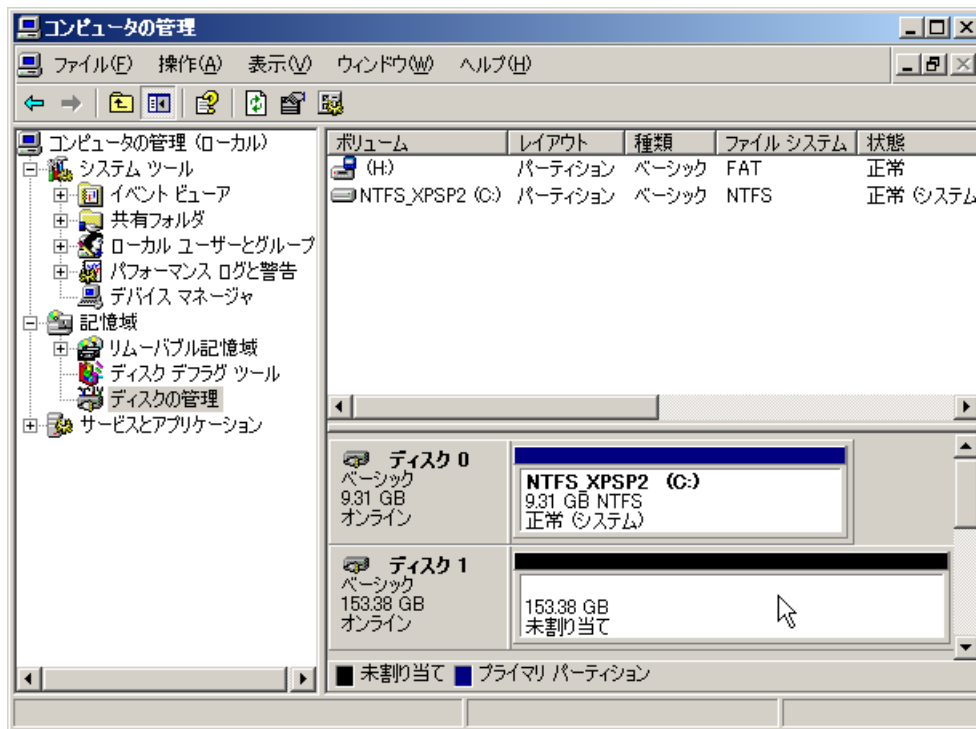 コンピュータの管理
ファイル(F) 操作(A) 表示(V) ウィンドウ(W) ヘルプ(H)
コンピュータの管理 (ローカル)
システム ツール
イベント ビューア
共有フォルダ
ローカル ユーザーとグループ
パフォーマンス ログと警告
デバイス マネージャ
記憶域
リムーバブル記憶域
ディスク デフラグ ツール
ディスクの管理
サービスとアプリケーション
ボリューム レイアウト 種類 ファイル システム 状態
(H:) パーティション ベーシック FAT 正常
NTFS_XPSP2 (C:) パーティション ベーシック NTFS 正常 (システム
ディスク 0
ベーシック
9.31 GB
オンライン
NTFS_XPSP2 (C:)
9.31 GB NTFS
正常 (システム)
ディスク 1
ベーシック
153.38 GB
オンライン
153.38 GB
未割り当て
未割り当て プライマリ パーティション